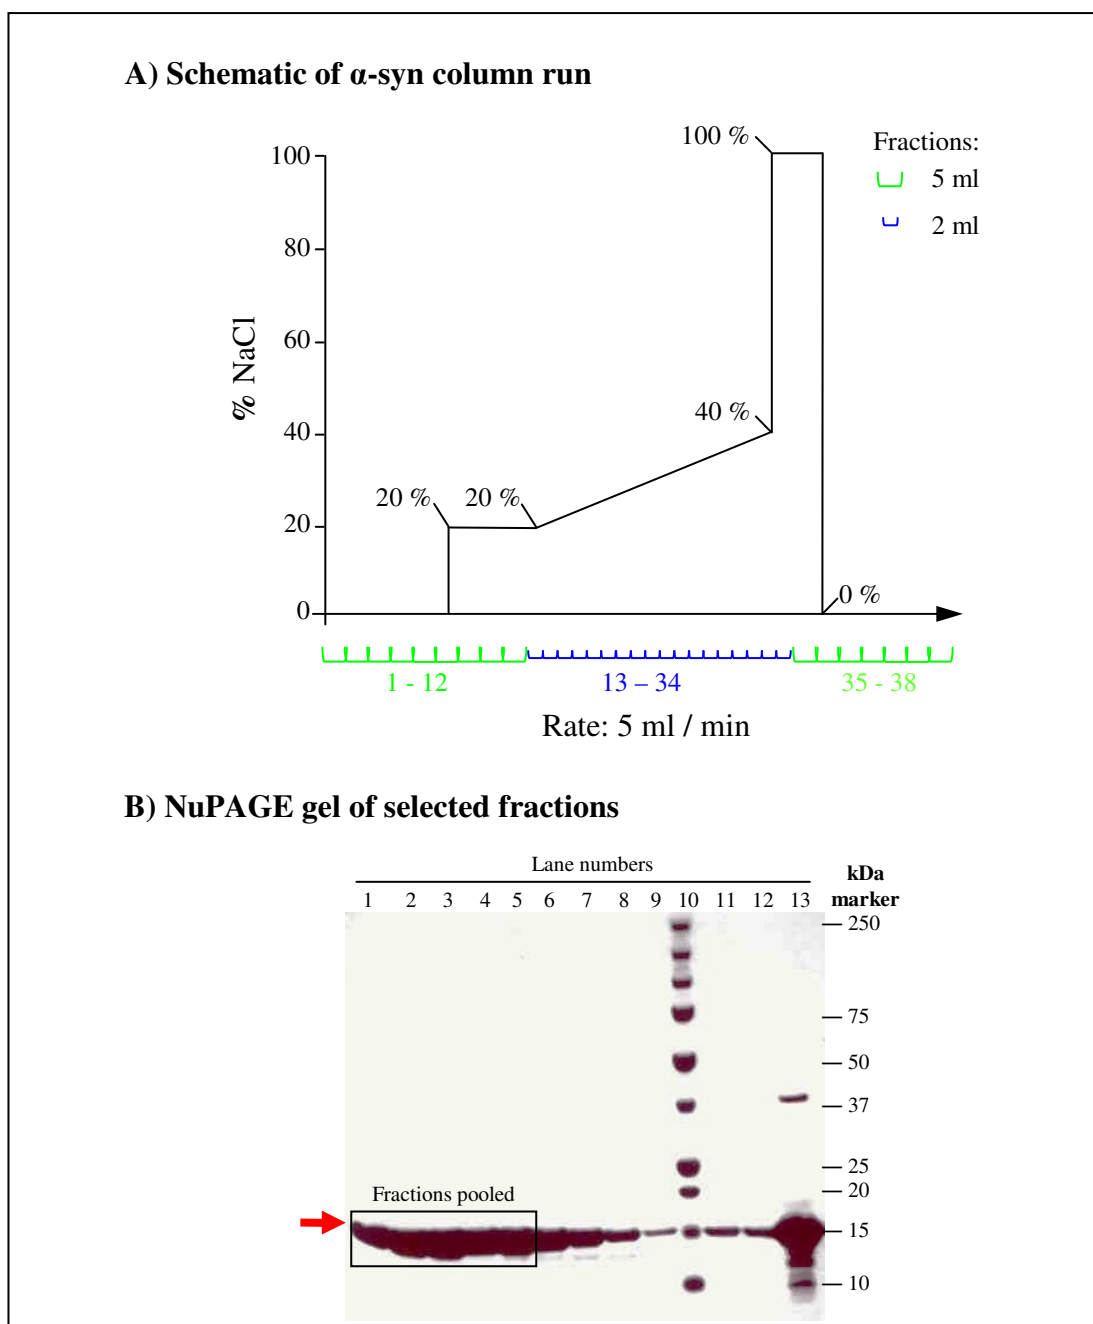 A) Schematic of α-syn column run
100 %
Fractions:
5 ml
2 ml
100
80
60
40
20
0
% NaCl
40 %
20 %
20 %
0 %
1 - 12
13 – 34
35 - 38
Rate: 5 ml / min
B) NuPAGE gel of selected fractions
Lane numbers
kDa
marker
1 2 3 4 5 6 7 8 9 10 11 12 13
250
75
50
37
25
20
15
10
Fractions pooled